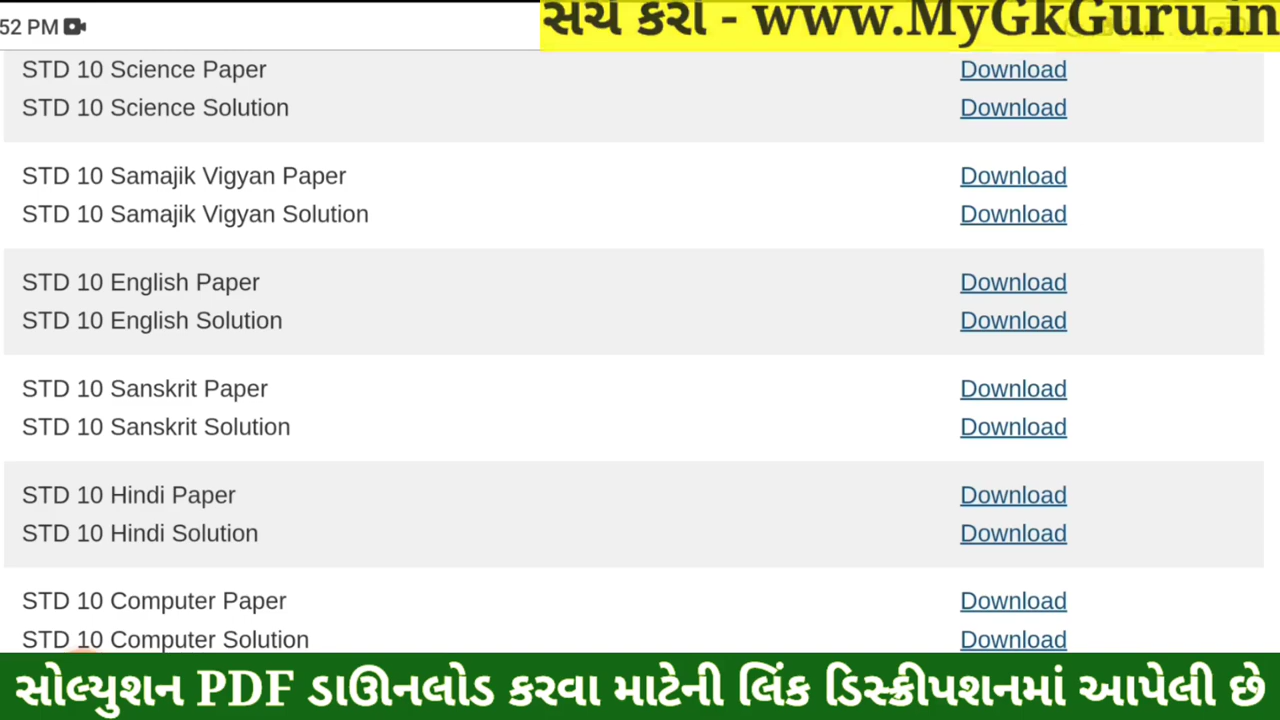 52 PM
સર્ચ કરો - www.MyGkGuru.in
STD 10 Science Paper Download
STD 10 Science Solution Download
STD 10 Samajik Vigyan Paper Download
STD 10 Samajik Vigyan Solution Download
STD 10 English Paper Download
STD 10 English Solution Download
STD 10 Sanskrit Paper Download
STD 10 Sanskrit Solution Download
STD 10 Hindi Paper Download
STD 10 Hindi Solution Download
STD 10 Computer Paper Download
STD 10 Computer Solution Download
સોલ્યુશન PDF ડાઊનલોડ કરવા માટેની લિંક ડિસ્ક્રીપશનમાં આપેલી છે